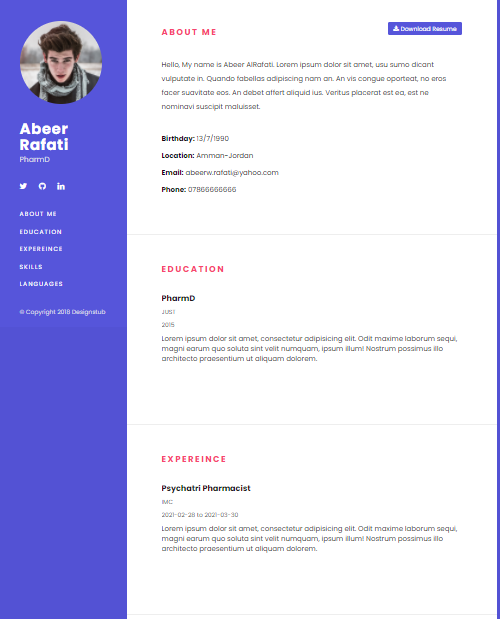 Abeer
Rafati
PharmD
ABOUT ME
EDUCATION
EXPEREINCE
SKILLS
LANGUAGES
© Copyright 2018 Designstub
ABOUT ME
Download Resume
Hello, My name is Abeer AlRafati. Lorem ipsum dolor sit amet, usu sumo dicant
vulputate in. Quando fabellas adipiscing nam an. An vis congue oporteat, no eros
facer suavitate eos. An debet affert aliquid ius. Veritus placerat est ea, est ne
nominavi suscipit maluisset.
Birthday: 13/7/1990
Location: Amman-Jordan
Email: abeerw.rafati@yahoo.com
Phone: 07866666666
EDUCATION
PharmD
JUST
2015
Lorem ipsum dolor sit amet, consectetur adipisicing elit. Odit maxime laborum sequi,
magni earum quo soluta sint velit numquam, ipsum illum! Nostrum possimus illo
architecto praesentium ut aliquam dolorem.
EXPEREINCE
Psychatri Pharmacist
IMC
2021-02-28 to 2021-03-30
Lorem ipsum dolor sit amet, consectetur adipisicing elit. Odit maxime laborum sequi,
magni earum quo soluta sint velit numquam, ipsum illum! Nostrum possimus illo
architecto praesentium ut aliquam dolorem.